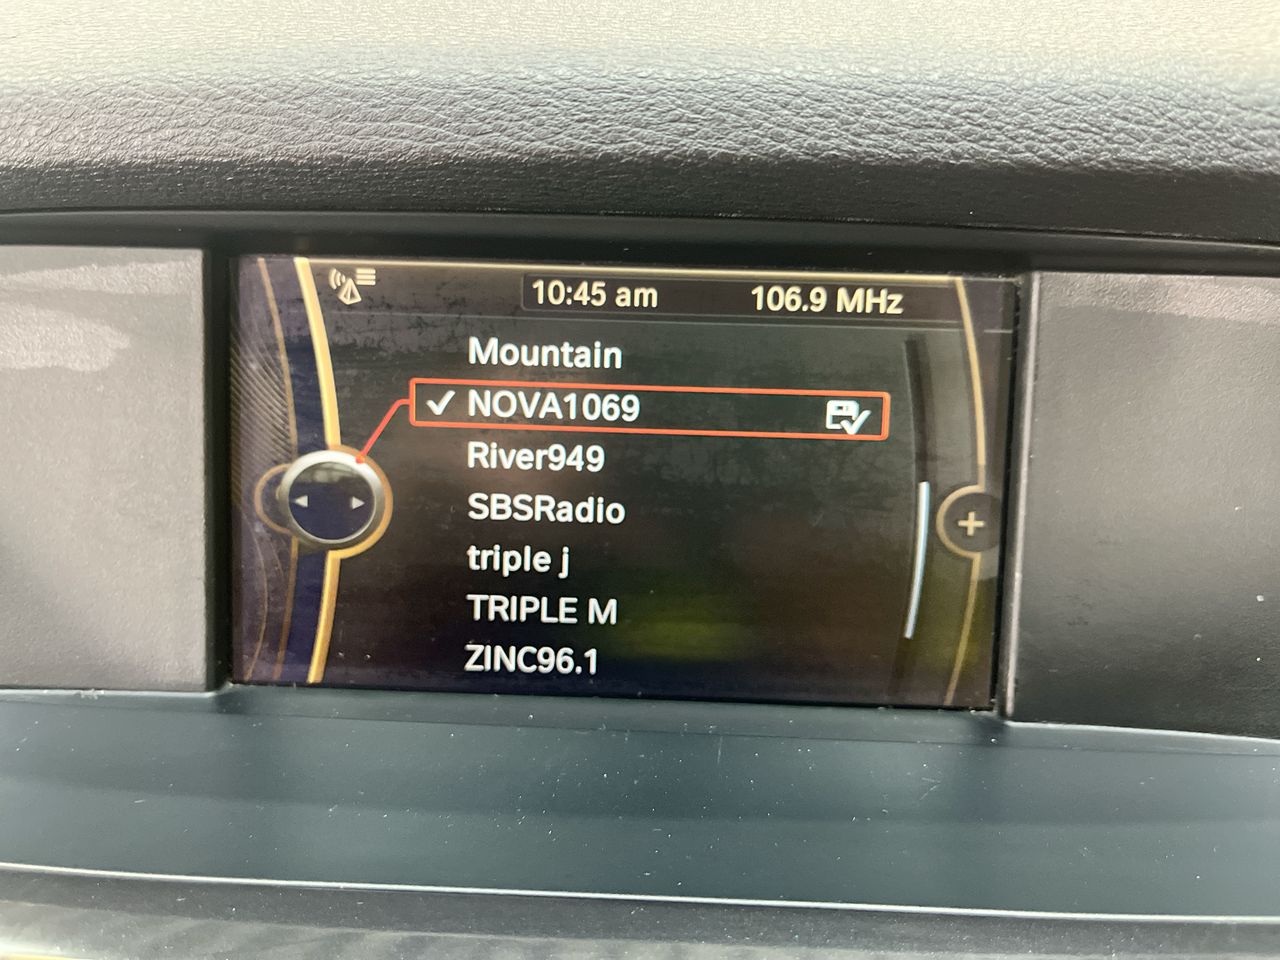 10:45 am 106.9 MHz
Mountain
NOVA1069
River949
SBSRadio
triple j
TRIPLE M
ZINC96.1